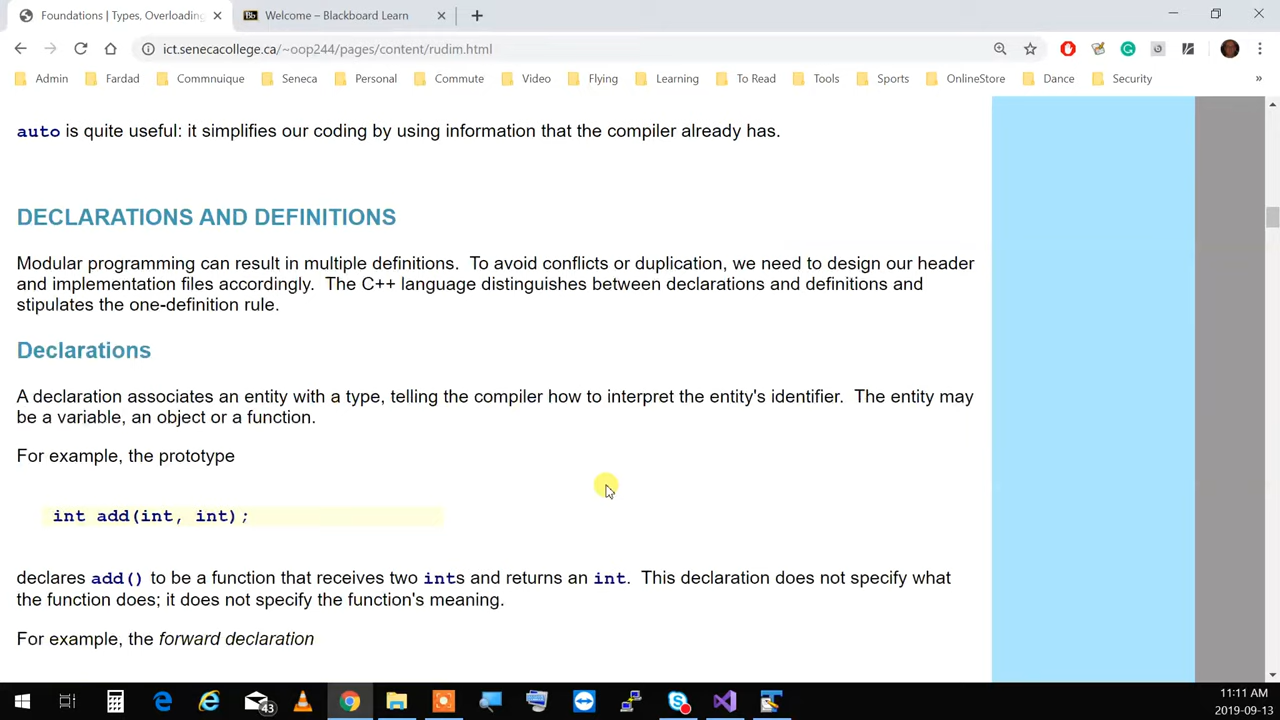 Foundations | Types, Overloading
Welcome – Blackboard Learn
ict.senecacollege.ca/~oop244/pages/content/rudim.html
Admin Fardad Commnuique Seneca Personal Commute Video Flying Learning To Read Tools Sports OnlineStore Dance Security »
auto is quite useful: it simplifies our coding by using information that the compiler already has.
DECLARATIONS AND DEFINITIONS
Modular programming can result in multiple definitions. To avoid conflicts or duplication, we need to design our header
and implementation files accordingly. The C++ language distinguishes between declarations and definitions and
stipulates the one-definition rule.
Declarations
A declaration associates an entity with a type, telling the compiler how to interpret the entity's identifier. The entity may
be a variable, an object or a function.
For example, the prototype
int add(int, int);
declares add() to be a function that receives two ints and returns an int. This declaration does not specify what
the function does; it does not specify the function's meaning.
For example, the forward declaration
43
11:11 AM
2019-09-13